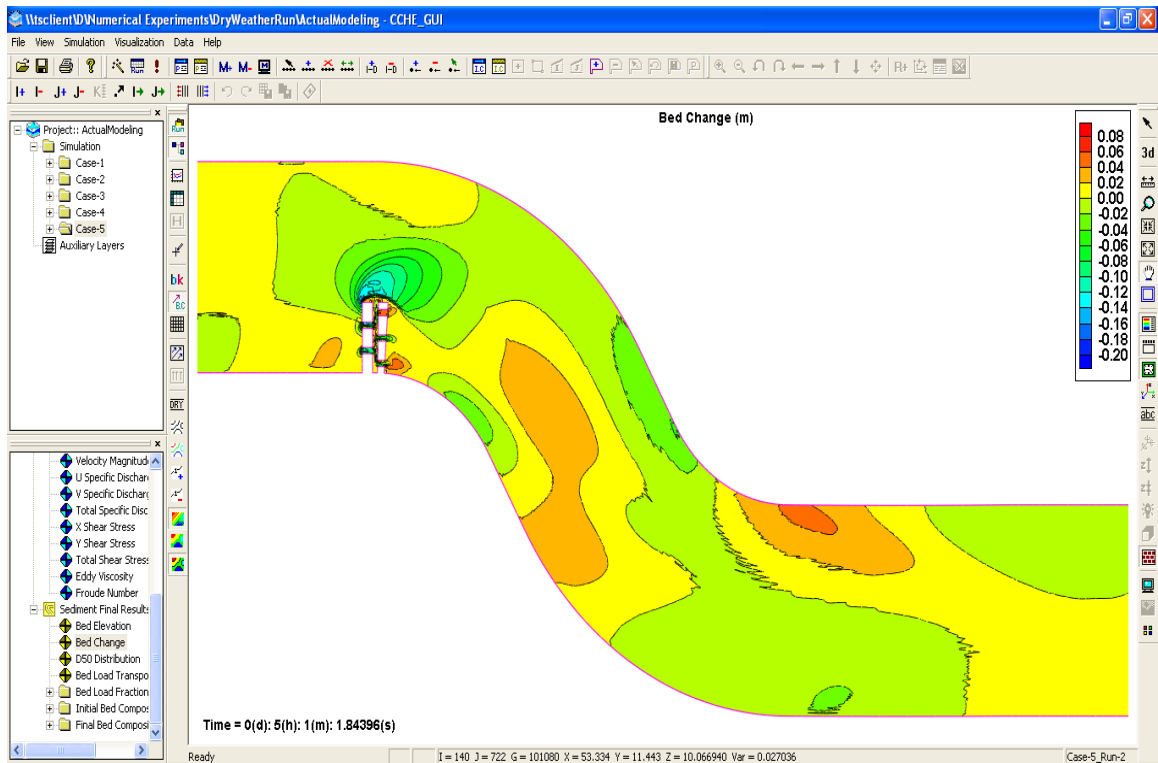 \\tsclient\D\Numerical Experiments\DryWeatherRun\ActualModeling - CCHE_GUI
File View Simulation Visualization Data Help
Run
M+ M- M
I.C I.C
R+
I+ I- J+ J- I+ J+
Project:: ActualModeling
Simulation
Case-1
Case-2
Case-3
Case-4
Case-5
Auxiliary Layers
Velocity Magnitud
U Specific Dischar
V Specific Discharg
Total Specific Disc
X Shear Stress
Y Shear Stress
Total Shear Stress
Eddy Viscosity
Froude Number
Sediment Final Results
Bed Elevation
Bed Change
D50 Distribution
Bed Load Transpo
Bed Load Fraction
Initial Bed Compos
Final Bed Composi
Run
H
bk
B.C
DRY
Bed Change (m)
0.08
0.06
0.04
0.02
0.00
-0.02
-0.04
-0.06
-0.08
-0.10
-0.12
-0.14
-0.16
-0.18
-0.20
Time = 0(d): 5(h): 1(m): 1.84396(s)
3d
abc
Ready
I = 140 J = 722 G = 101080 X = 53.334 Y = 11.443 Z = 10.066940 Var = 0.027036
Case-5_Run-2